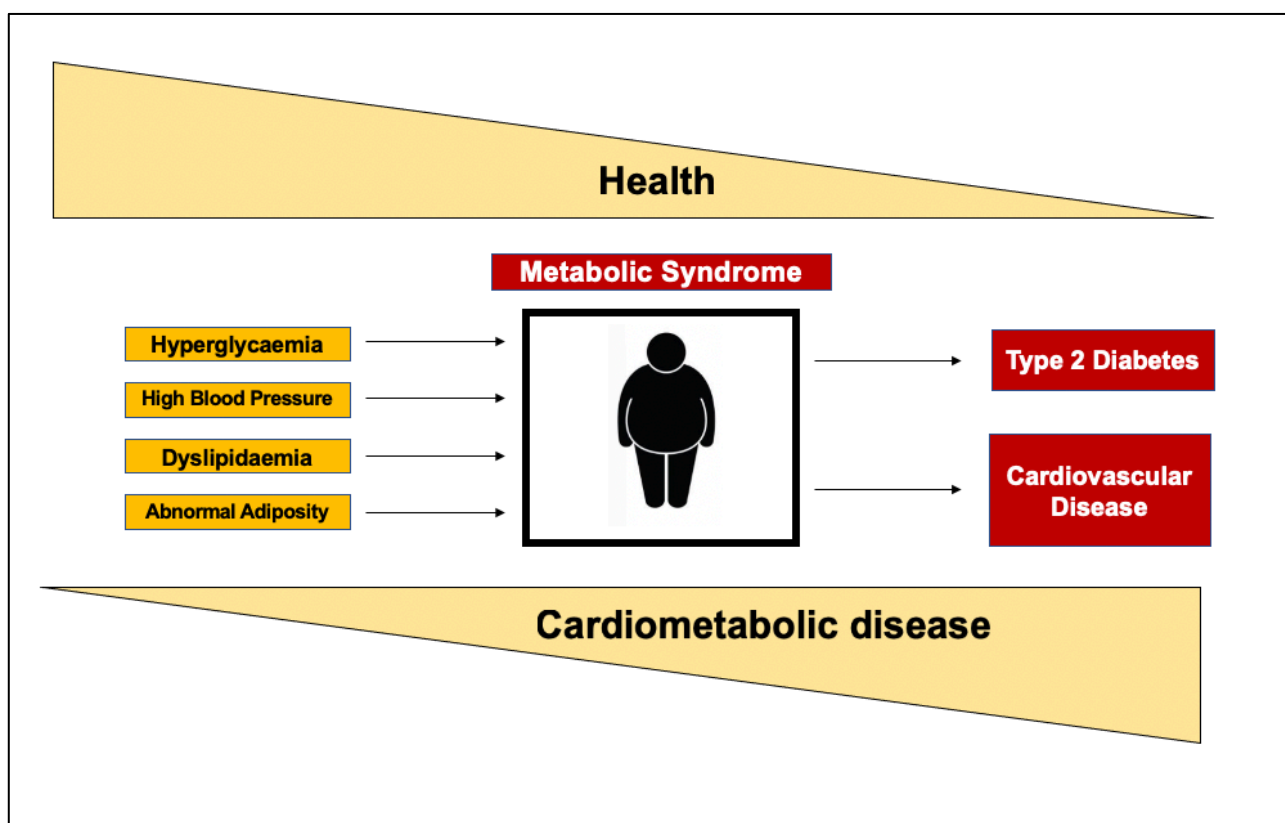 Health
Metabolic Syndrome
Hyperglycaemia
High Blood Pressure
Dyslipidaemia
Abnormal Adiposity
Type 2 Diabetes
Cardiovascular
Disease
Cardiometabolic disease